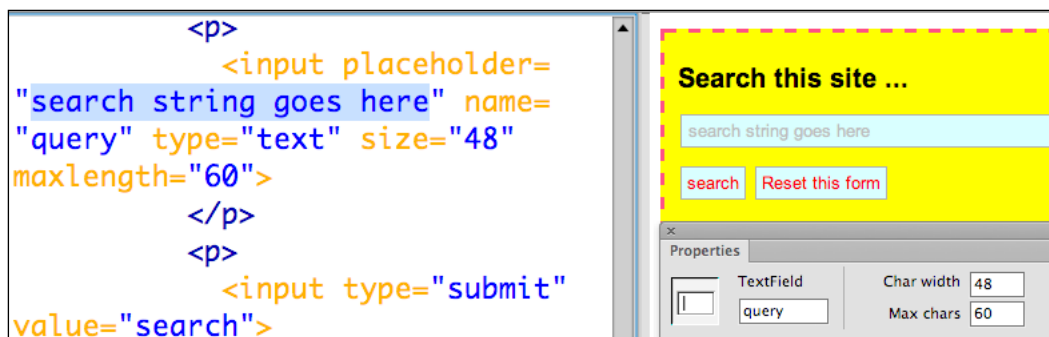 <p>
<input placeholder=
"search string goes here" name=
"query" type="text" size="48"
maxlength="60">
</p>
<p>
<input type="submit"
value="search">
Search this site ...
search string goes here
search Reset this form
Properties
TextField Char width 48
query Max chars 60